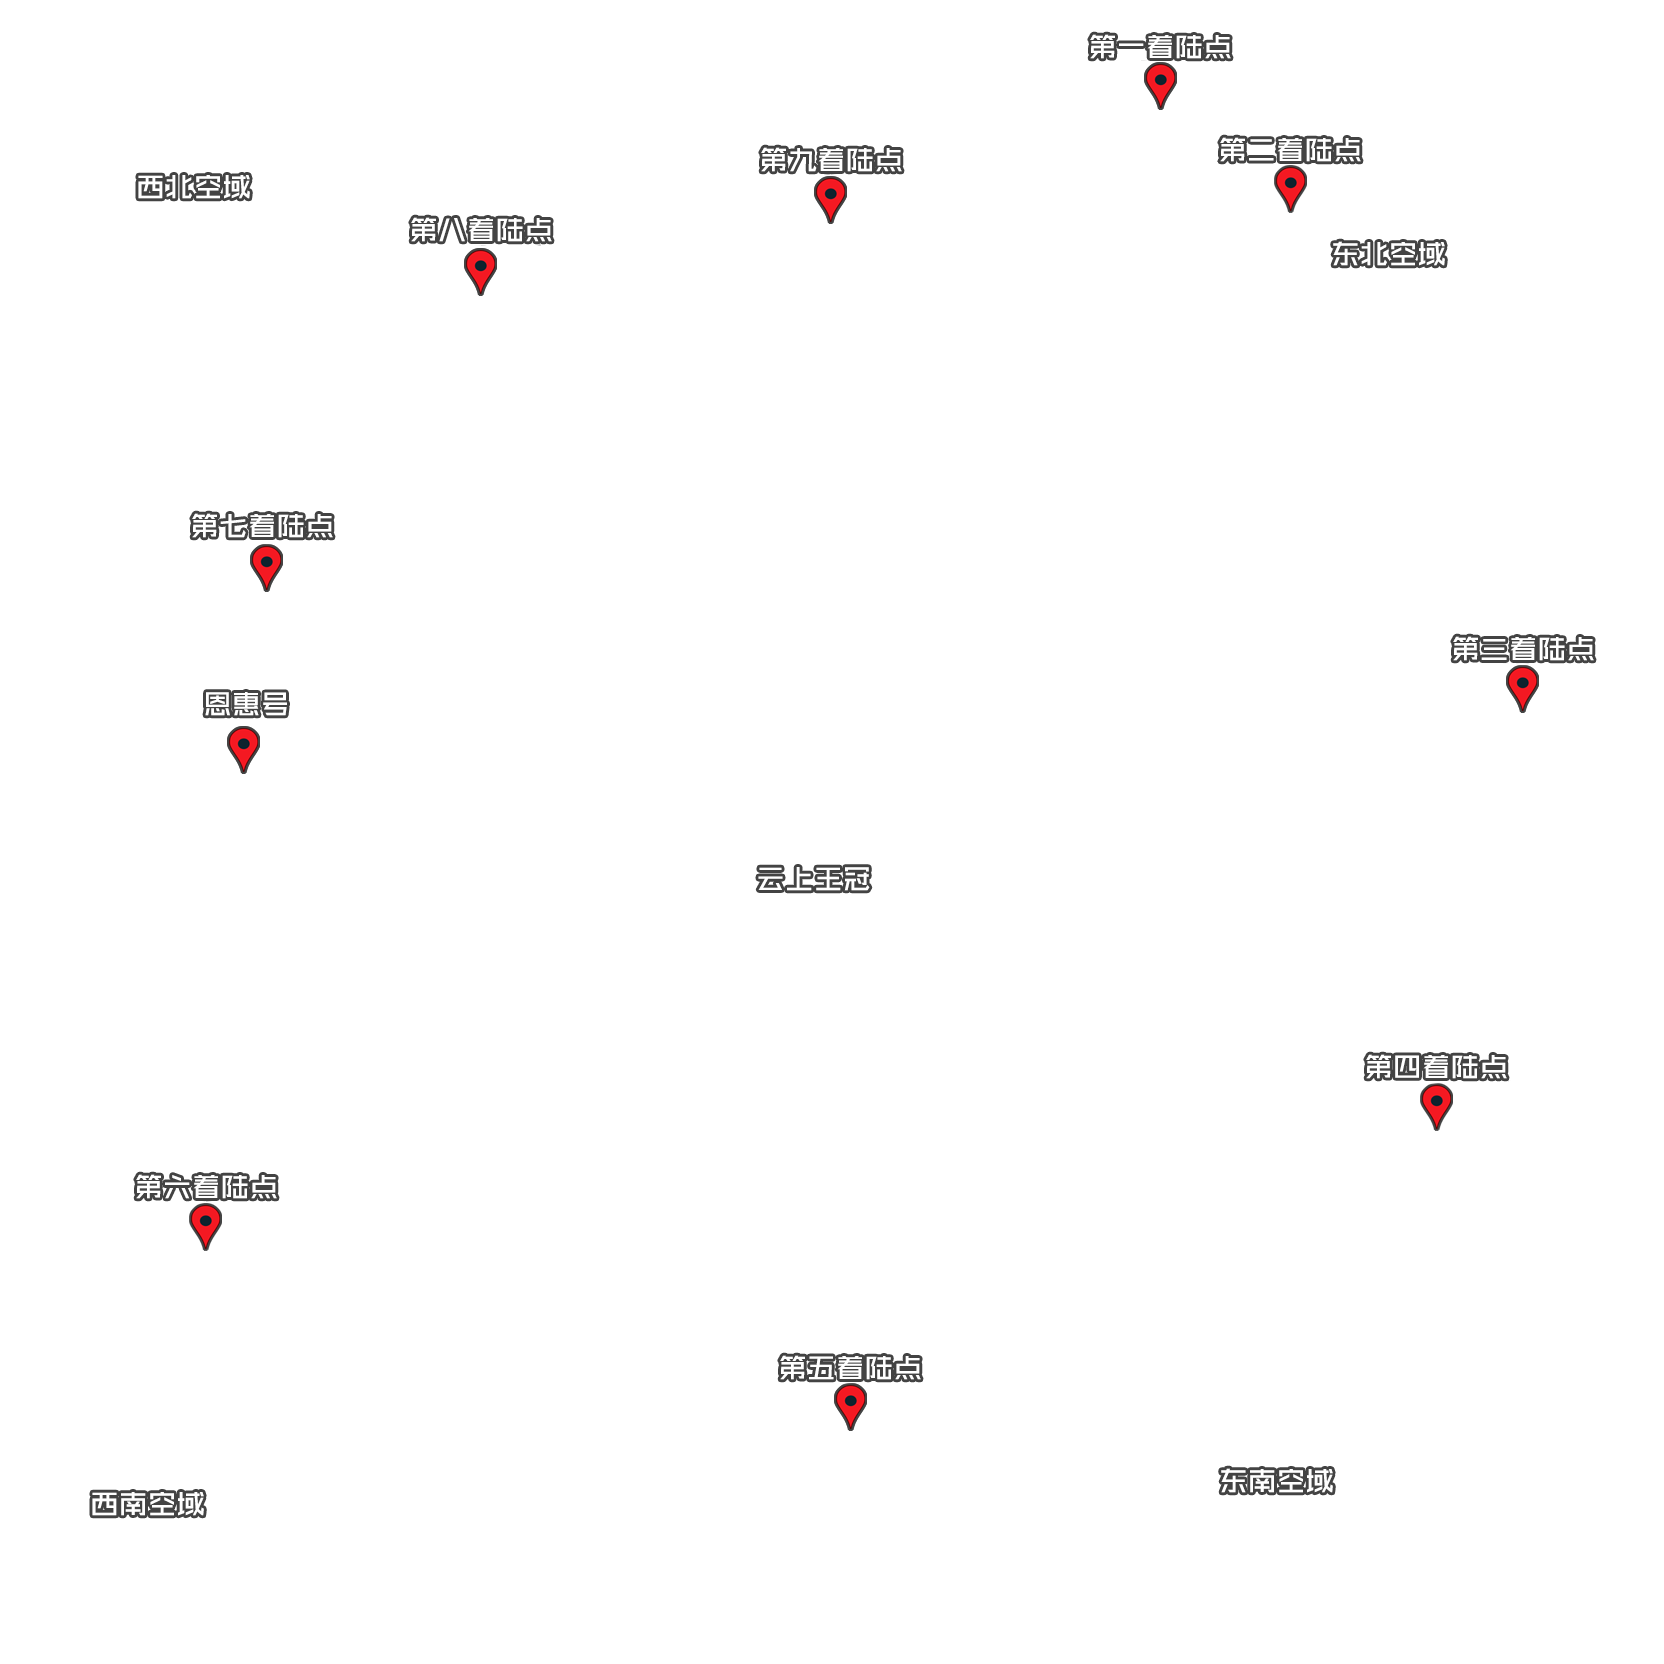 第一着陆点
第二着陆点
第九着陆点
西北空域
第八着陆点
东北空域
第七着陆点
第三着陆点
恩惠号
云上王冠
第四着陆点
第六着陆点
第五着陆点
东南空域
西南空域